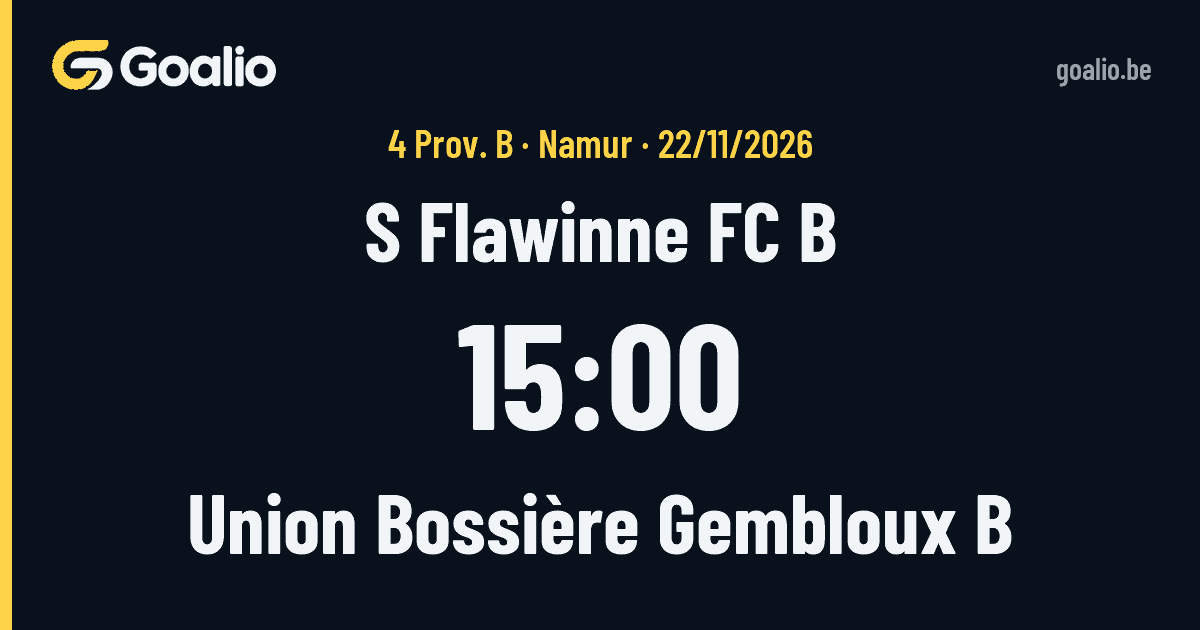 Goalio
goalio.be
4 Prov. B · Namur · 22/11/2026
S Flawinne FC B
15:00
Union Bossière Gembloux B